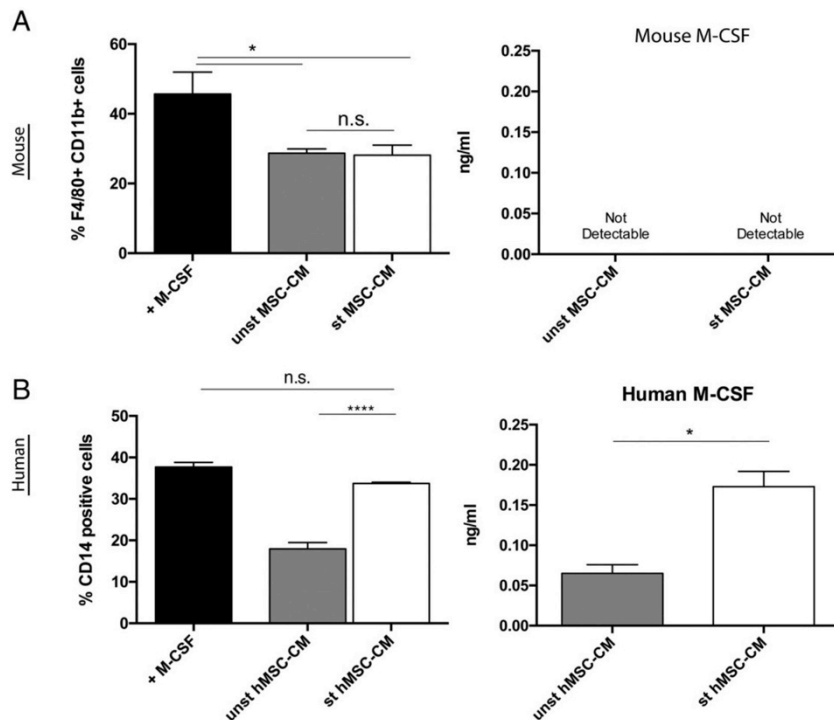 A
Mouse
% F4/80+ CD11b+ cells
60
40
20
0
*
n.s.
+ M-CSF
unst MSC-CM
st MSC-CM
Mouse M-CSF
ng/ml
0.25
0.20
0.15
0.10
0.05
0.00
Not
Detectable
Not
Detectable
unst MSC-CM
st MSC-CM
B
Human
% CD14 positive cells
50
40
30
20
10
0
n.s.
****
+ M-CSF
unst hMSC-CM
st hMSC-CM
Human M-CSF
ng/ml
0.25
0.20
0.15
0.10
0.05
0.00
*
unst hMSC-CM
st hMSC-CM